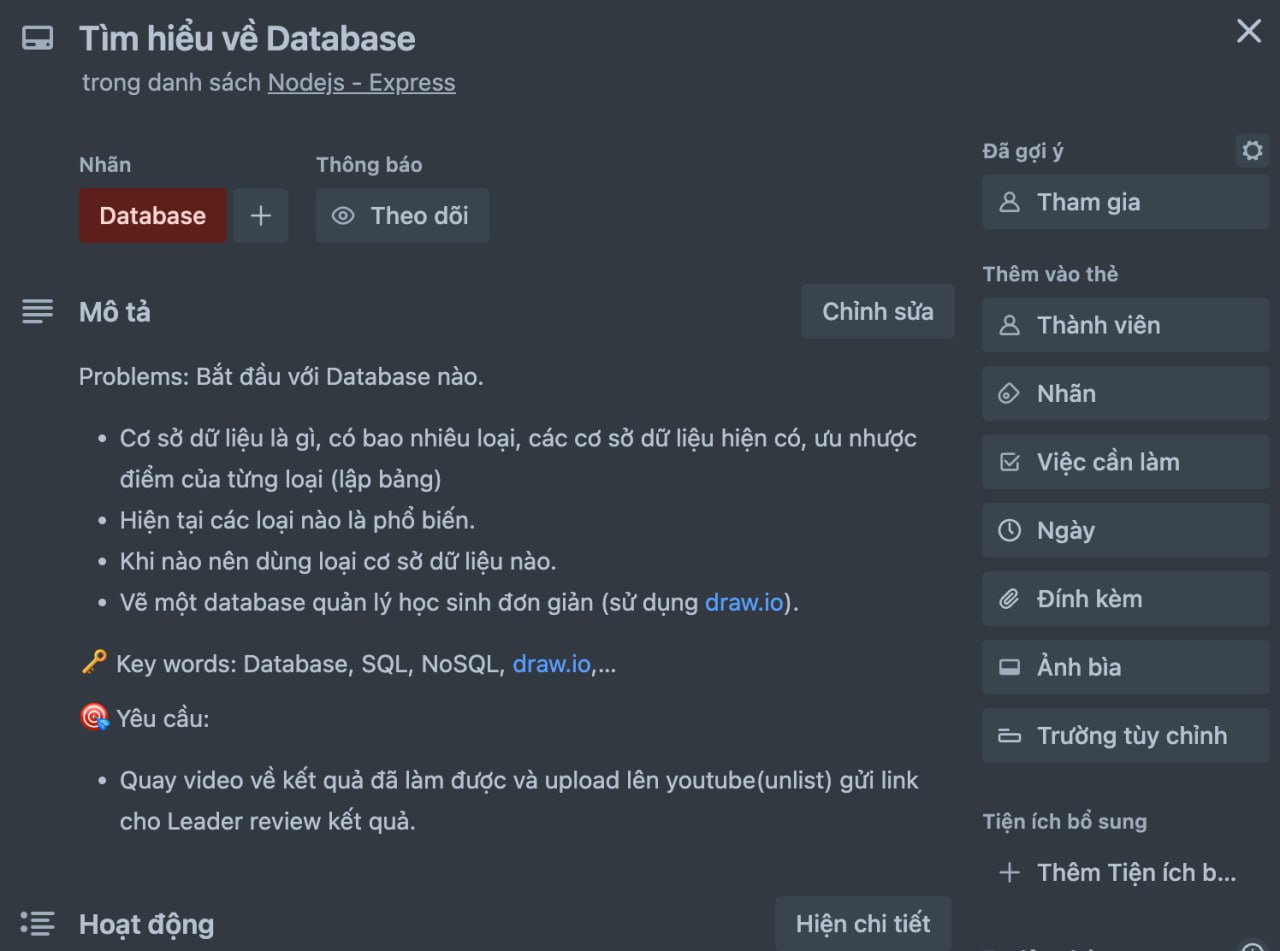 Tìm hiểu về Database
trong danh sách Nodejs - Express
Nhãn
Database
Thông báo
Theo dõi
Mô tả
Chỉnh sửa
Problems: Bắt đầu với Database nào.
• Cơ sở dữ liệu là gì, có bao nhiêu loại, các cơ sở dữ liệu hiện có, ưu nhược
điểm của từng loại (lập bảng)
• Hiện tại các loại nào là phổ biến.
• Khi nào nên dùng loại cơ sở dữ liệu nào.
• Vẽ một database quản lý học sinh đơn giản (sử dụng draw.io).
🔑 Key words: Database, SQL, NoSQL, draw.io,...
🎯 Yêu cầu:
• Quay video về kết quả đã làm được và upload lên youtube(unlist) gửi link
cho Leader review kết quả.
Hoạt động
Hiện chi tiết
Đã gợi ý
Tham gia
Thêm vào thẻ
Thành viên
Nhãn
Việc cần làm
Ngày
Đính kèm
Ảnh bìa
Trường tùy chỉnh
Tiện ích bổ sung
Thêm Tiện ích b...